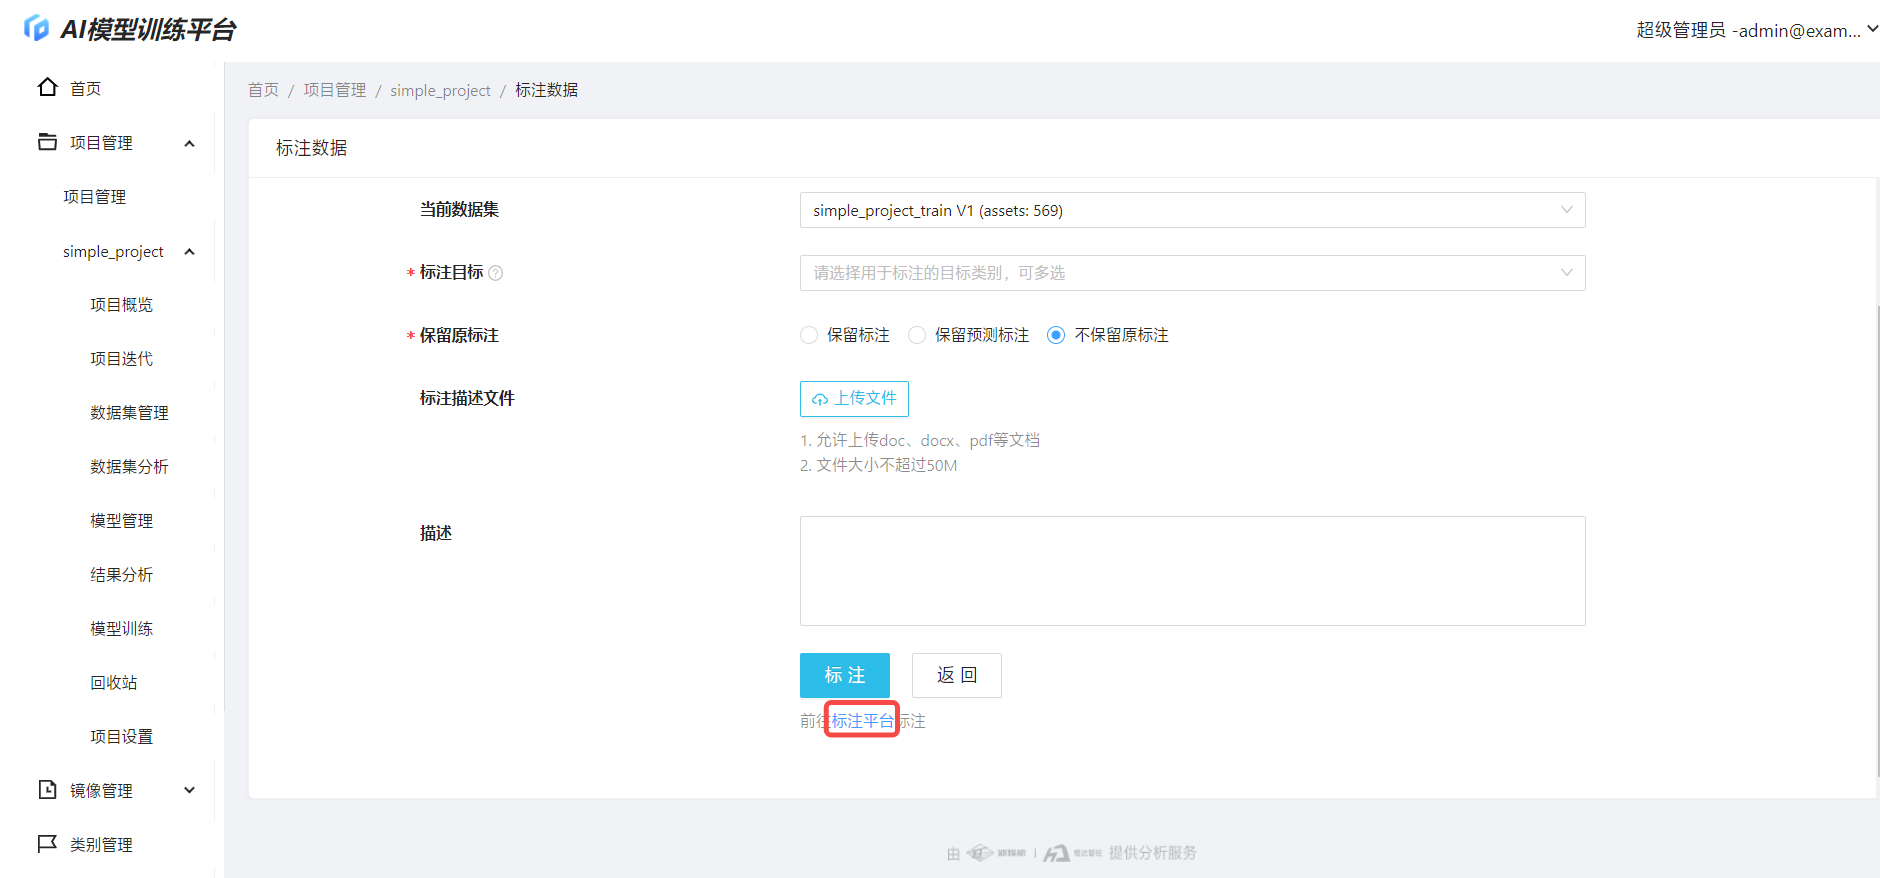 AI模型训练平台
超级管理员 -admin@exam...
首页
项目管理
项目管理
simple_project
项目概览
项目迭代
数据集管理
数据集分析
模型管理
结果分析
模型训练
回收站
项目设置
镜像管理
类别管理
首页 / 项目管理 / simple_project / 标注数据
标注数据
当前数据集
simple_project_train V1 (assets: 569)
* 标注目标
请选择用于标注的目标类别，可多选
* 保留原标注
保留标注 保留预测标注 不保留原标注
标注描述文件
上传文件
1. 允许上传doc、docx、pdf等文档
2. 文件大小不超过50M
描述
标 注 返 回
前往标注平台标注
由 | 提供分析服务